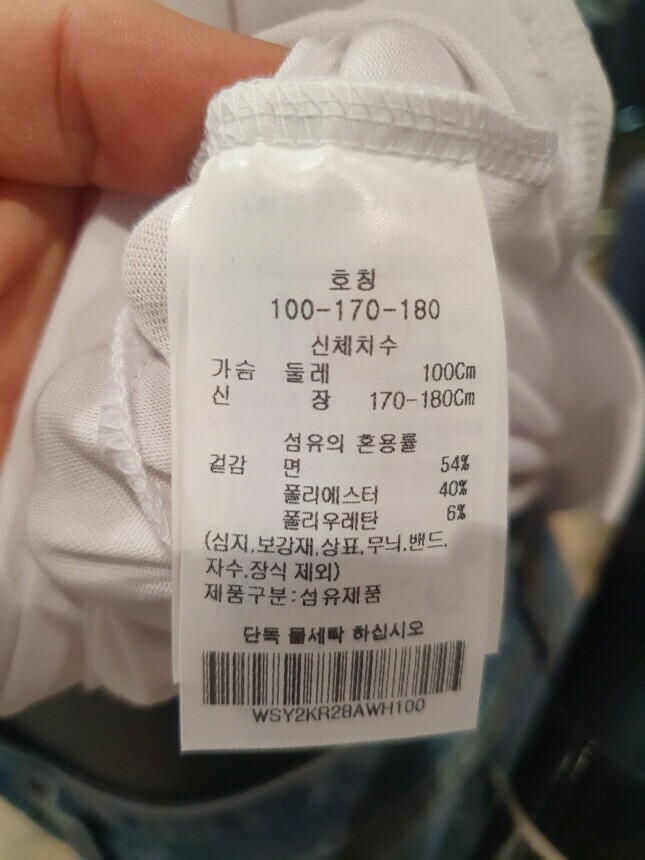 호칭
100-170-180
신체치수
가슴 둘레 100Cm
신 장 170-180Cm
섬유의 혼용률
겉감 면 54%
폴리에스터 40%
폴리우레탄 6%
(심지,보강재,상표,무늬,밴드,
자수,장식 제외)
제품구분:섬유제품
단독 물세탁 하십시오
WSY2KR28AWH100